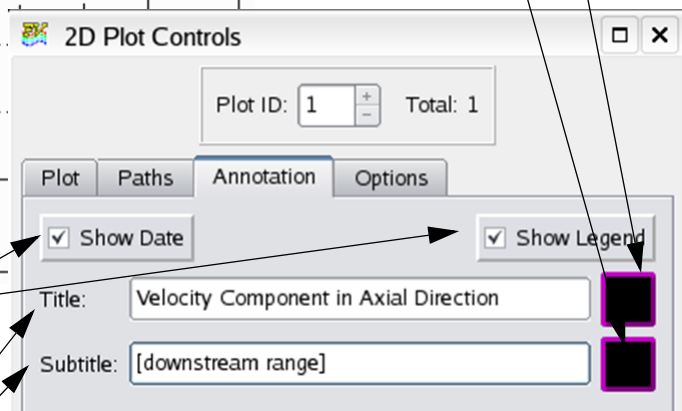 2D Plot Controls
Plot ID: 1 + − Total: 1
Plot Paths Annotation Options
Show Date Show Legend
Title: Velocity Component in Axial Direction
Subtitle: [downstream range]